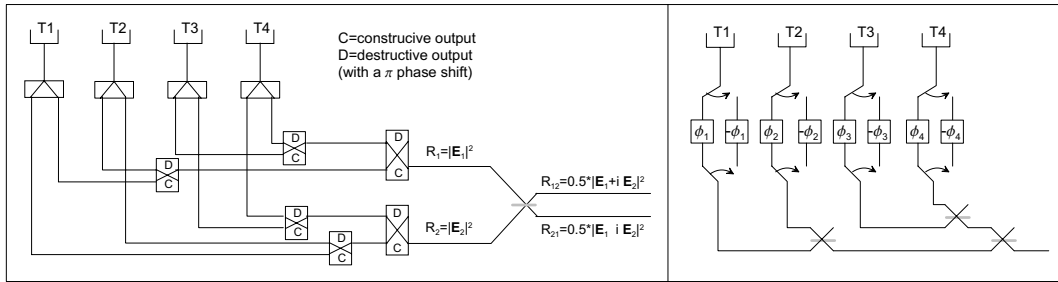 T1 T2 T3 T4
C=construcive output
D=destructive output
(with a π phase shift)
D
C
D
C
D
C
R₁=|E₁|²
D
C
D
C
D
C
R₂=|E₂|²
R₁₂=0.5*|E₁+i E₂|²
R₂₁=0.5*|E₁ i E₂|²
T1 T2 T3 T4
ϕ₁ -ϕ₁ ϕ₂ -ϕ₂ ϕ₃ -ϕ₃ ϕ₄ -ϕ₄